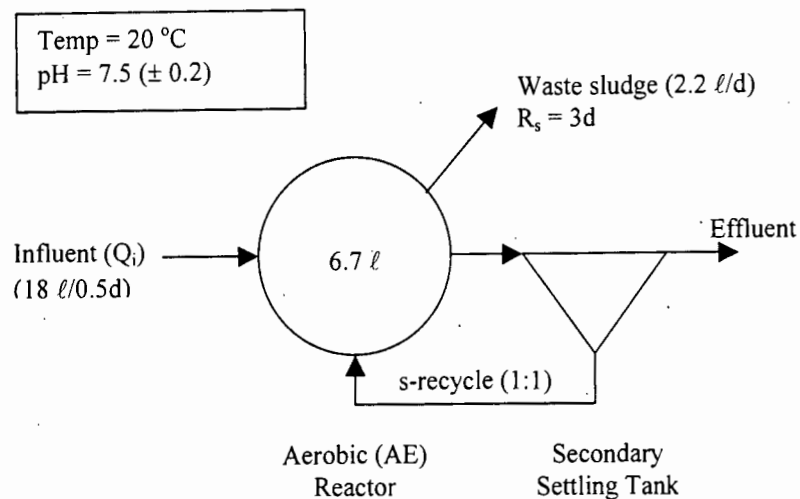 Temp = 20 °C
pH = 7.5 (± 0.2)
Waste sludge (2.2 ℓ/d)
Rₛ = 3d
Influent (Qᵢ)
(18 ℓ/0.5d)
6.7 ℓ
Effluent
s-recycle (1:1)
Aerobic (AE)
Reactor
Secondary
Settling Tank